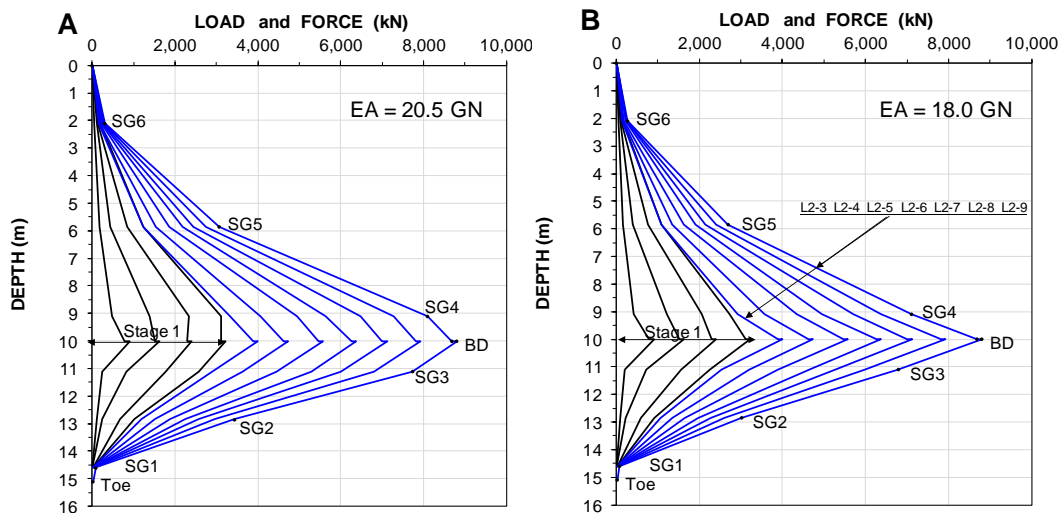 A
LOAD and FORCE (kN)
0 2,000 4,000 6,000 8,000 10,000
DEPTH (m)
0
1
2
3
4
5
6
7
8
9
10
11
12
13
14
15
16
EA = 20.5 GN
SG6
SG5
SG4
Stage 1
BD
SG3
SG2
SG1
Toe
B
LOAD and FORCE (kN)
0 2,000 4,000 6,000 8,000 10,000
DEPTH (m)
0
1
2
3
4
5
6
7
8
9
10
11
12
13
14
15
16
EA = 18.0 GN
SG6
SG5
L2-3 L2-4 L2-5 L2-6 L2-7 L2-8 L2-9
SG4
Stage 1
BD
SG3
SG2
SG1
Toe